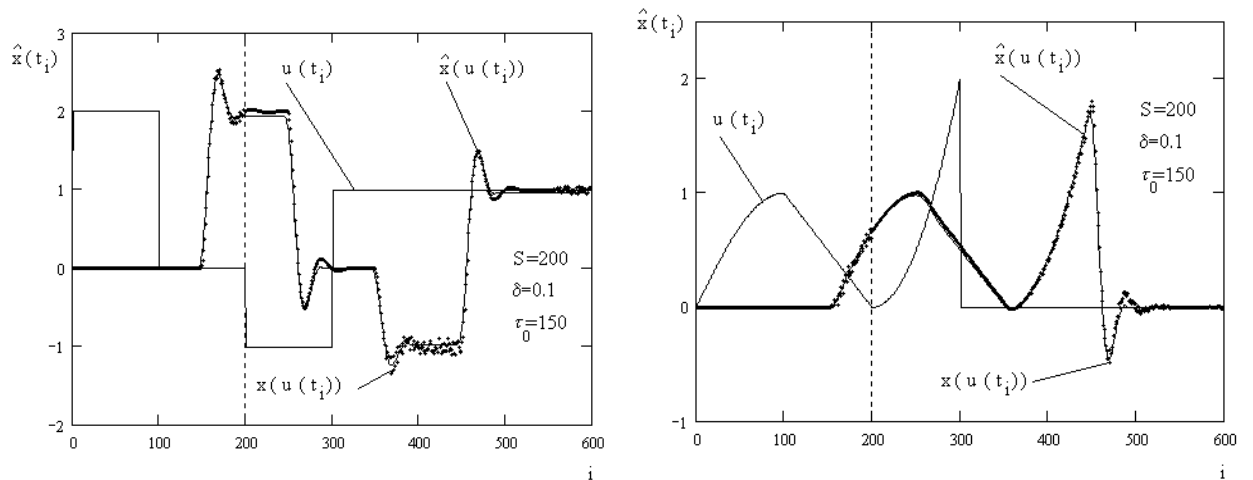 x̂(t_i)
3
2
1
0
-1
-2
u(t_i)
x̂(u(t_i))
S=200
δ=0.1
τ_0=150
x(u(t_i))
0 100 200 300 400 500 600
i
x̂(t_i)
2
1
0
-1
u(t_i)
x̂(u(t_i))
S=200
δ=0.1
τ_0=150
x(u(t_i))
0 100 200 300 400 500 600
i